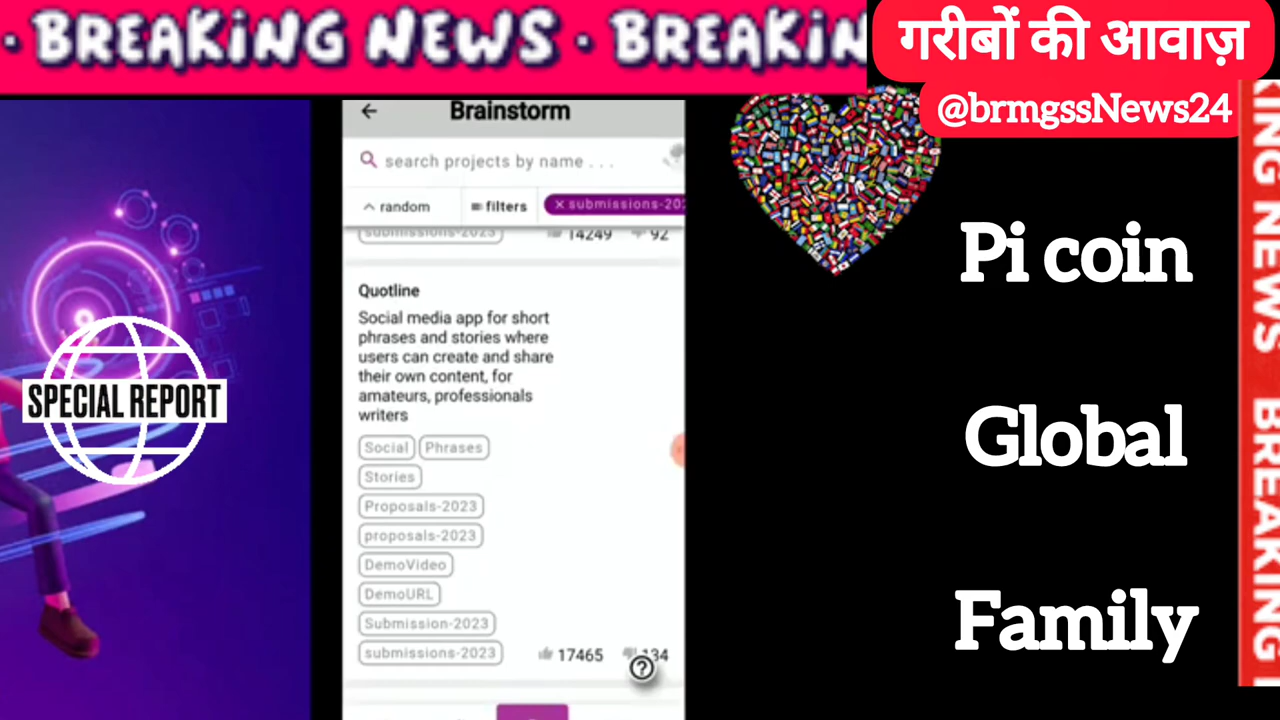 · BREAKiNG NEWS · BREAKiN
गरीबों की आवाज़
@brmgssNews24
Brainstorm
search projects by name . . .
random
filters
× submissions-202
submissions-2023
14249
92
Quotline
Social media app for short
phrases and stories where
users can create and share
their own content, for
amateurs, professionals
writers
Social
Phrases
Stories
Proposals-2023
proposals-2023
DemoVideo
DemoURL
Submission-2023
submissions-2023
17465
134
?
SPECIAL REPORT
Pi coin
Global
Family
KING NEWS
BREAKING